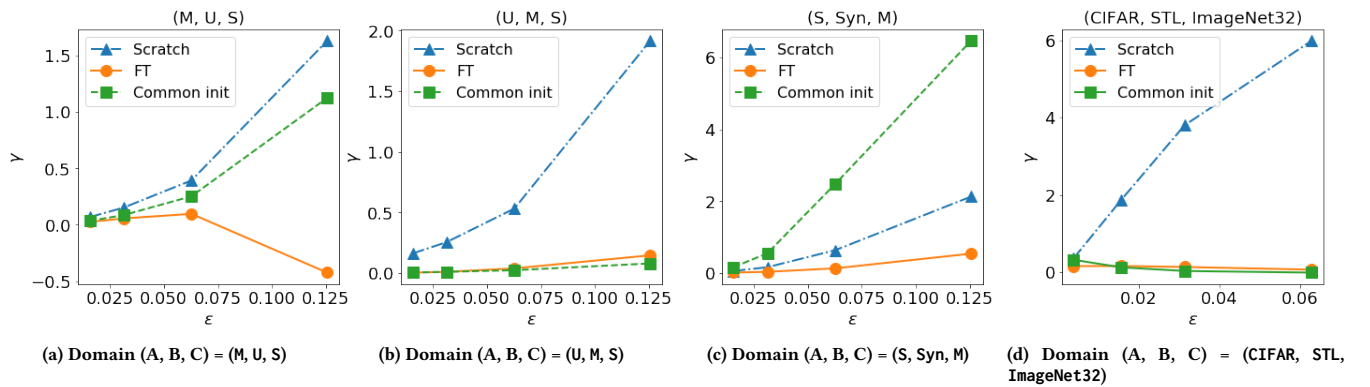 (M, U, S)
1.5
1.0
0.5
0.0
−0.5
γ
Scratch
FT
Common init
0.025 0.050 0.075 0.100 0.125
ε
(a) Domain (A, B, C) = (M, U, S)
(U, M, S)
2.0
1.5
1.0
0.5
0.0
γ
Scratch
FT
Common init
0.025 0.050 0.075 0.100 0.125
ε
(b) Domain (A, B, C) = (U, M, S)
(S, Syn, M)
6
4
2
0
γ
Scratch
FT
Common init
0.025 0.050 0.075 0.100 0.125
ε
(c) Domain (A, B, C) = (S, Syn, M)
(CIFAR, STL, ImageNet32)
6
4
2
0
γ
Scratch
FT
Common init
0.02 0.04 0.06
ε
(d) Domain (A, B, C) = (CIFAR, STL,
ImageNet32)